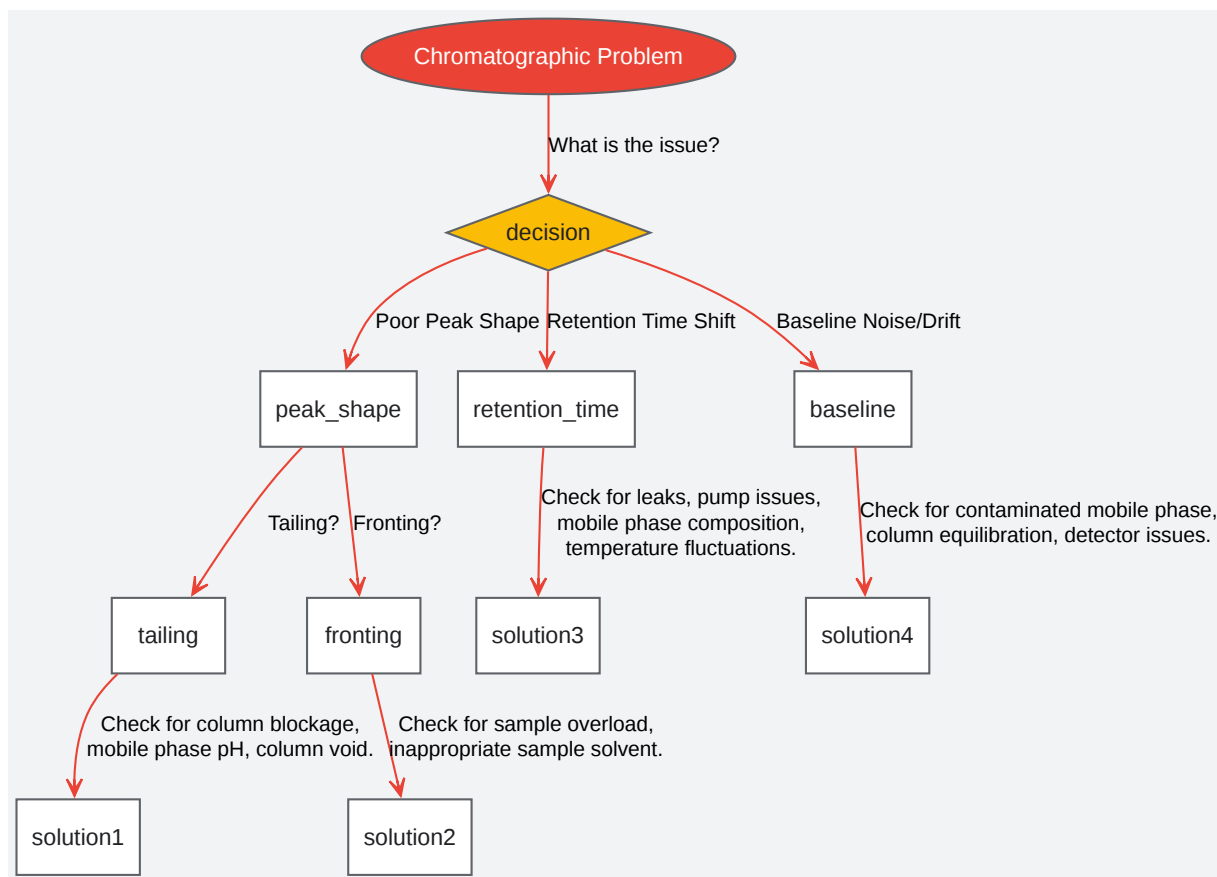 Chromatographic Problem
What is the issue?
decision
Poor Peak Shape
Retention Time Shift
Baseline Noise/Drift
peak_shape
retention_time
baseline
Tailing?
Fronting?
Check for leaks, pump issues,
mobile phase composition,
temperature fluctuations.
Check for contaminated mobile phase,
column equilibration, detector issues.
tailing
fronting
solution3
solution4
Check for column blockage,
mobile phase pH, column void.
Check for sample overload,
inappropriate sample solvent.
solution1
solution2